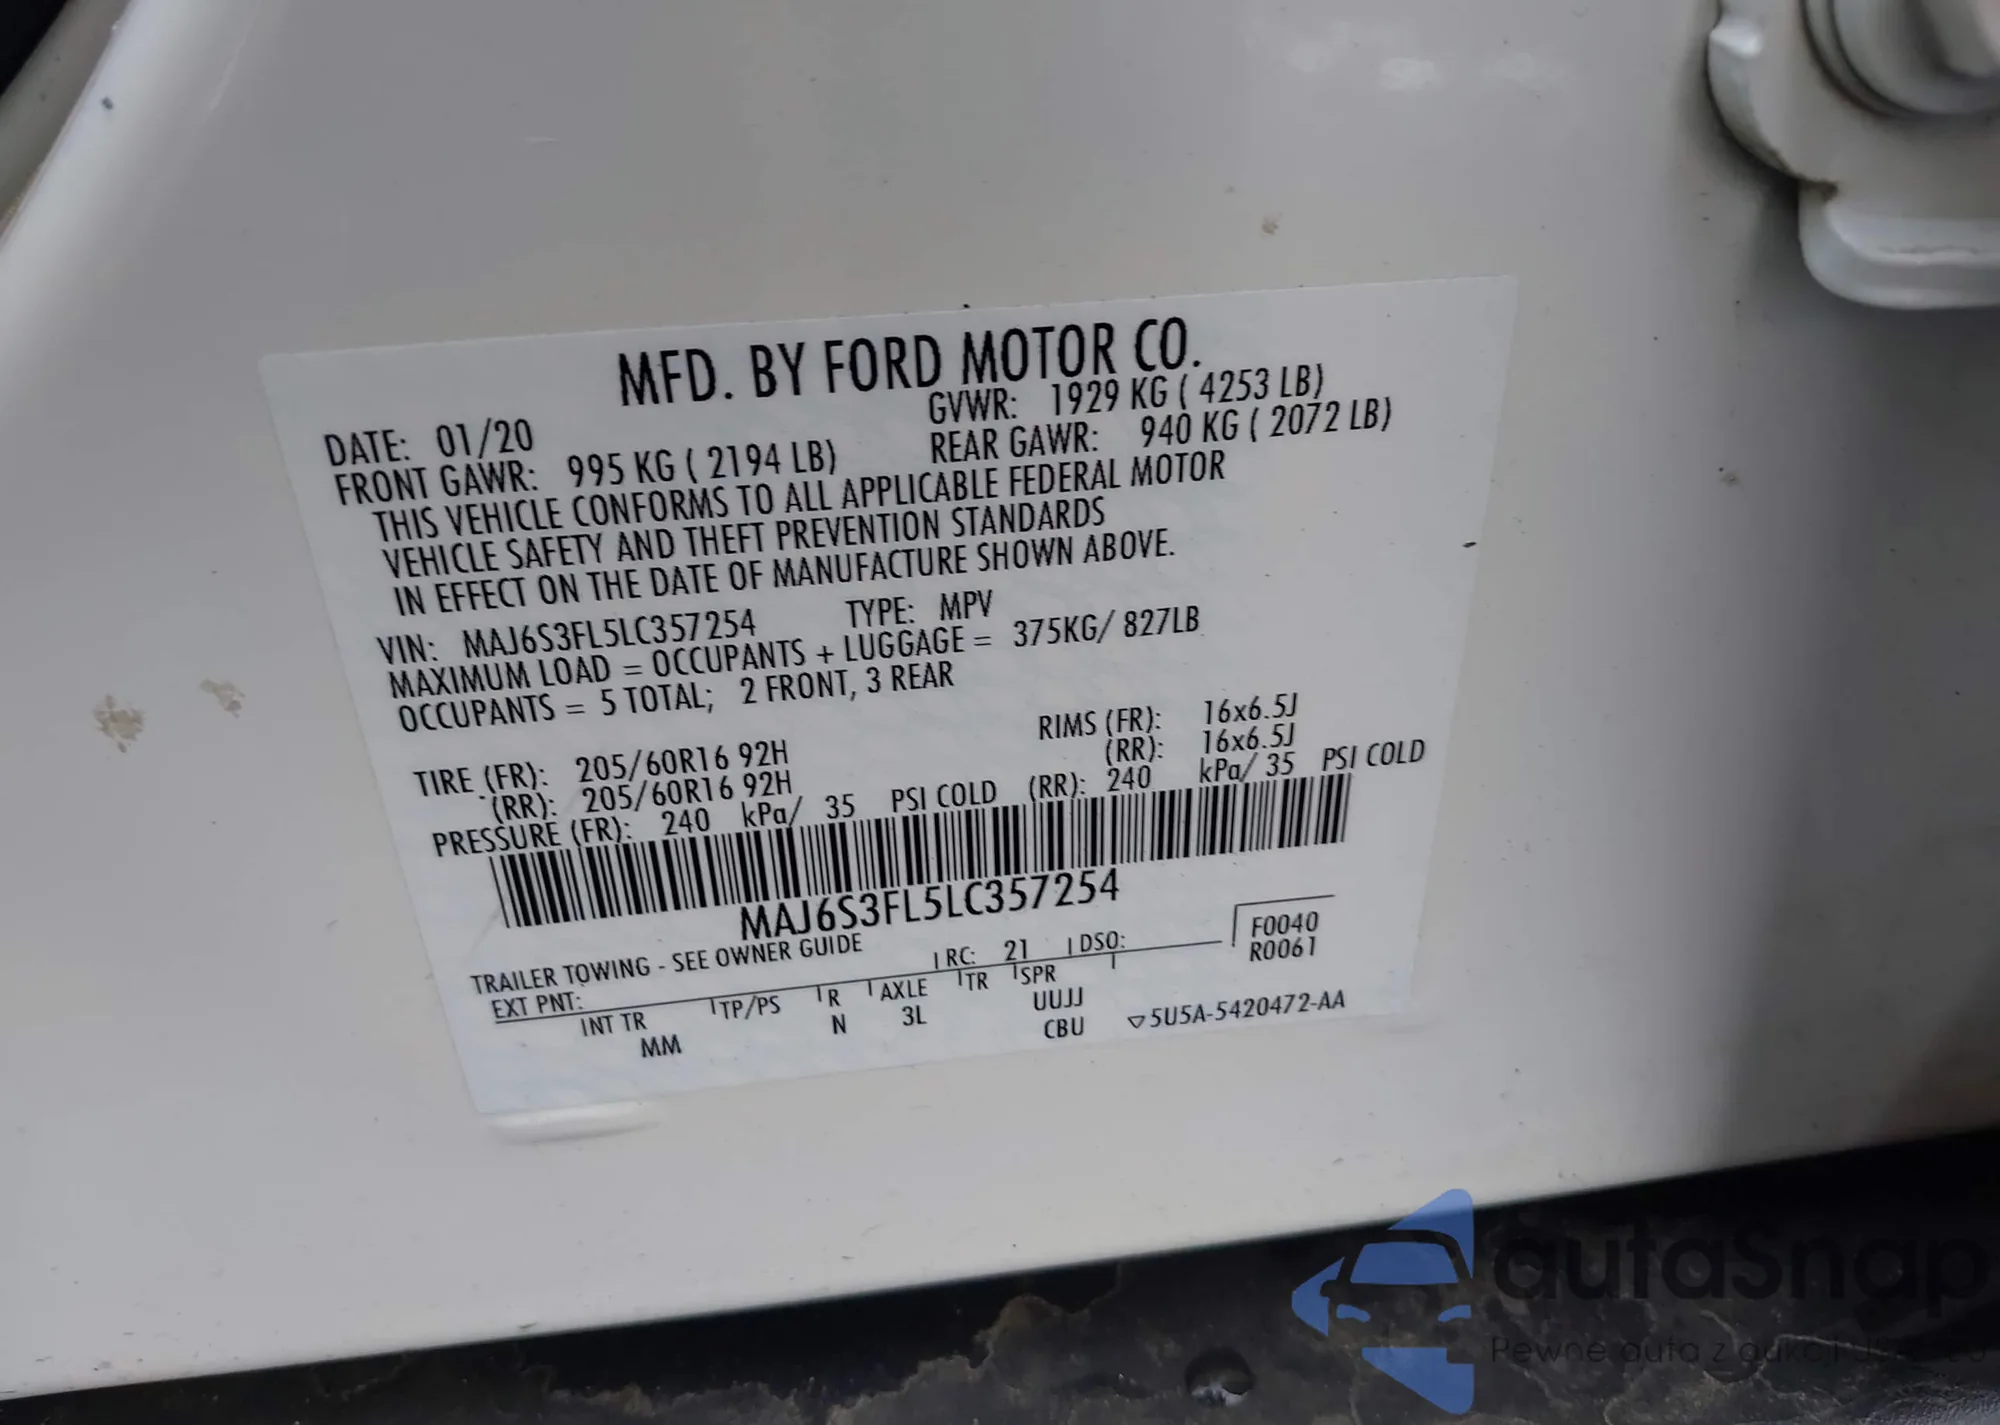 MFD. BY FORD MOTOR CO.
DATE: 01/20 GVWR: 1929 KG ( 4253 LB)
FRONT GAWR: 995 KG ( 2194 LB) REAR GAWR: 940 KG ( 2072 LB)
THIS VEHICLE CONFORMS TO ALL APPLICABLE FEDERAL MOTOR
VEHICLE SAFETY AND THEFT PREVENTION STANDARDS
IN EFFECT ON THE DATE OF MANUFACTURE SHOWN ABOVE.
VIN: MAJ6S3FL5LC357254 TYPE: MPV
MAXIMUM LOAD = OCCUPANTS + LUGGAGE = 375KG/ 827LB
OCCUPANTS = 5 TOTAL; 2 FRONT, 3 REAR
TIRE (FR): 205/60R16 92H RIMS (FR): 16x6.5J
(RR): 205/60R16 92H (RR): 16x6.5J
PRESSURE (FR): 240 kPa/ 35 PSI COLD (RR): 240 kPa/ 35 PSI COLD
MAJ6S3FL5LC357254
TRAILER TOWING - SEE OWNER GUIDE
EXT PNT: RC: 21 DSO: F0040
R0061
INT TR TP/PS R AXLE TR SPR
MM N 3L UUJJ
CBU ▽5U5A-5420472-AA
autaSnap
Pewne auta z aukcji